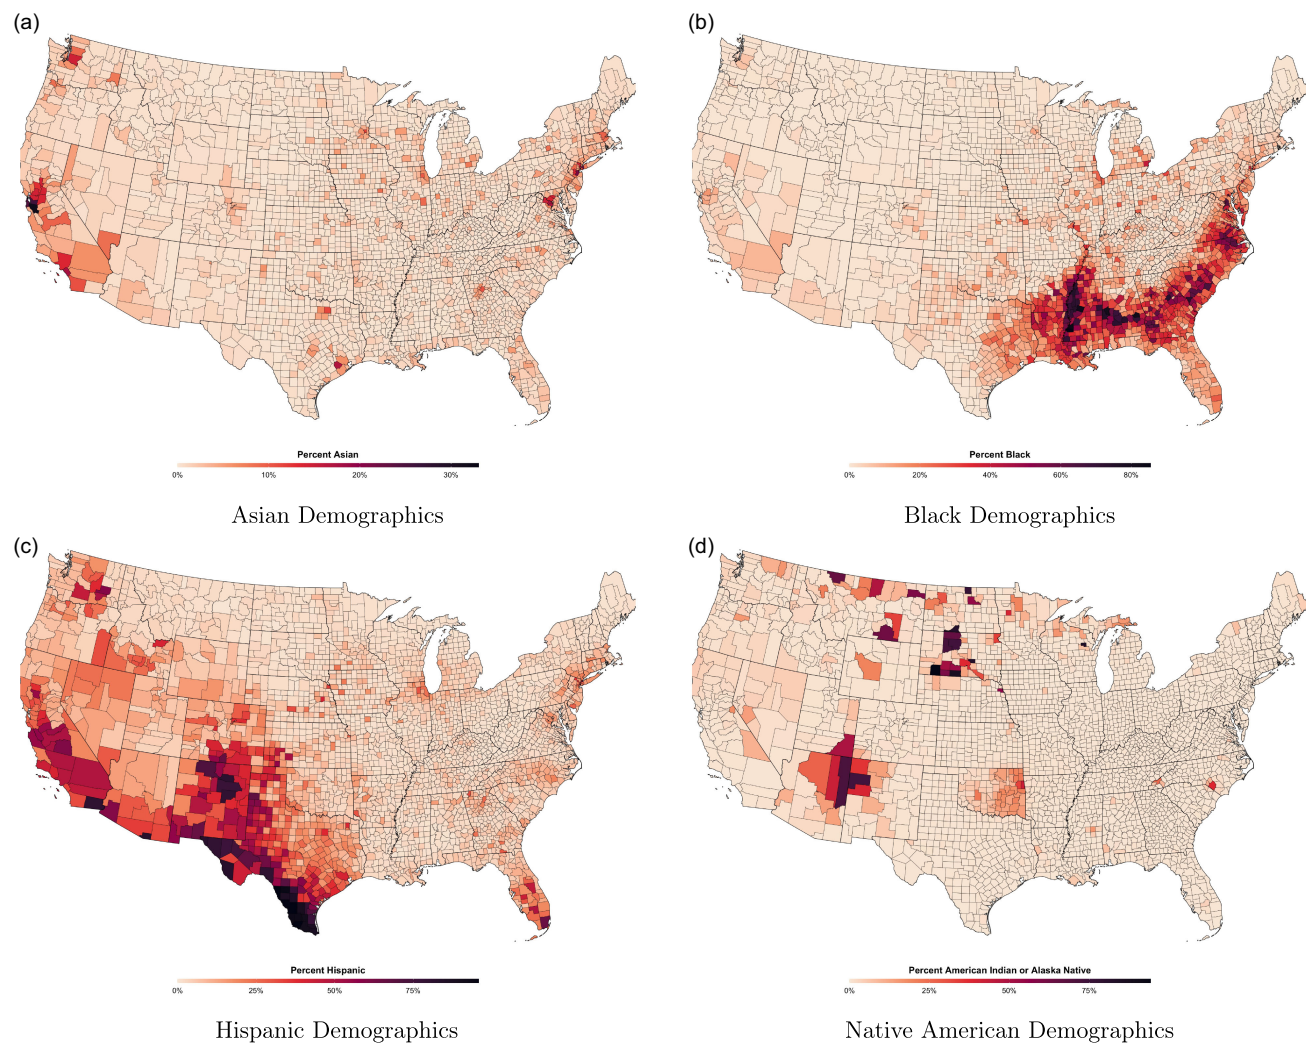 (a)
(b)
Percent Asian
0% 10% 20% 30%
Percent Black
0% 20% 40% 60% 80%
Asian Demographics
Black Demographics
(c)
(d)
Percent Hispanic
0% 25% 50% 75%
Percent American Indian or Alaska Native
0% 25% 50% 75%
Hispanic Demographics
Native American Demographics